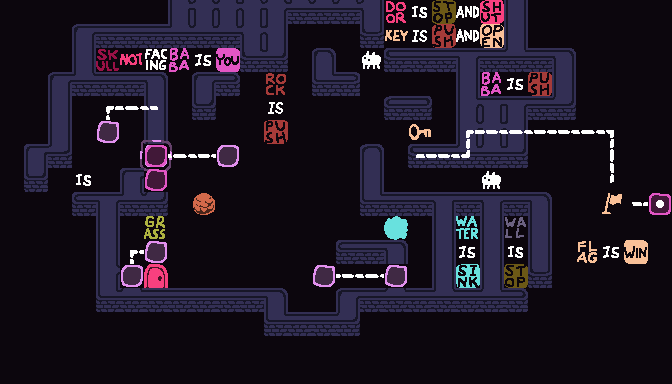 DOOR IS STOP AND SHUT
KEY IS PUSH AND OPEN
SKULL NOT FACING BABA IS YOU
ROCK IS PUSH
BABA IS PUSH
IS
GRASS
WATER IS SINK
WALL IS STOP
FLAG IS WIN